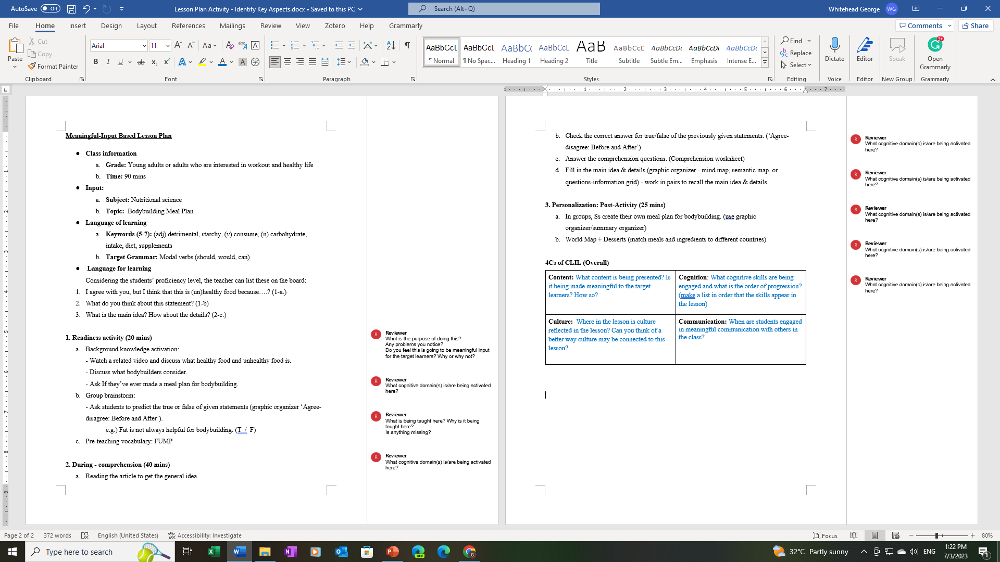 AutoSave Off Lesson Plan Activity - Identify Key Aspects.docx • Saved to this PC Search (Alt+Q) Whitehead George WG
File Home Insert Design Layout References Mailings Review View Zotero Help Grammarly Comments Share
Paste Cut Copy Format Painter
Arial 11
AaBbCcI AaBbCcI AaBbCc AaBbCcE AaB AaBbCcD AaBbCcDc AaBbCcDc AaBbCcDc
¶ Normal ¶ No Spac... Heading 1 Heading 2 Title Subtitle Subtle Em... Emphasis Intense E...
Find Replace Select Dictate Editor Speak Open Grammarly
Clipboard Font Paragraph Styles Editing Voice Editor New Group Grammarly
Meaningful-Input Based Lesson Plan
● Class information
a. Grade: Young adults or adults who are interested in workout and healthy life
b. Time: 90 mins
● Input:
a. Subject: Nutritional science
b. Topic: Bodybuilding Meal Plan
● Language of learning
a. Keywords (5-7): (adj) detrimental, starchy, (v) consume, (n) carbohydrate,
intake, diet, supplements
b. Target Grammar: Modal verbs (should, would, can)
● Language for learning
Considering the students’ proficiency level, the teacher can list these on the board:
1. I agree with you, but I think that this is (un)healthy food because….? (1-a.)
2. What do you think about this statement? (1-b)
3. What is the main idea? How about the details? (2-c.)
1. Readiness activity (20 mins)
a. Background knowledge activation:
- Watch a related video and discuss what healthy food and unhealthy food is.
- Discuss what bodybuilders consider.
- Ask If they’ve ever made a meal plan for bodybuilding.
b. Group brainstorm:
- Ask students to predict the true or false of given statements (graphic organizer ‘Agree-
disagree: Before and After’).
e.g.) Fat is not always helpful for bodybuilding. (T / F)
c. Pre-teaching vocabulary: FUMP
2. During - comprehension (40 mins)
a. Reading the article to get the general idea.
R Reviewer
What is the purpose of doing this?
Any problems you notice?
Do you feel this is going to be meaningful input
for the target learners? Why or why not?
R Reviewer
What cognitive domain(s) is/are being activated
here?
R Reviewer
What is being taught here? Why is it being
taught here?
Is anything missing?
R Reviewer
What cognitive domain(s) is/are being activated
here?
b. Check the correct answer for true/false of the previously given statements. (‘Agree-
disagree: Before and After’)
c. Answer the comprehension questions. (Comprehension worksheet)
d. Fill in the main idea & details (graphic organizer - mind map, semantic map, or
questions-information grid) - work in pairs to recall the main idea & details.
3. Personalization: Post-Activity (25 mins)
a. In groups, Ss create their own meal plan for bodybuilding. (use graphic
organizer/summary organizer)
b. World Map + Desserts (match meals and ingredients to different countries)
4Cs of CLIL (Overall)
Content: What content is being presented? Is
it being made meaningful to the target
learners? How so?
Cognition: What cognitive skills are being
engaged and what is the order of progression?
(make a list in order that the skills appear in
the lesson)
Culture: Where in the lesson is culture
reflected in the lesson? Can you think of a
better way culture may be connected to this
lesson?
Communication: When are students engaged
in meaningful communication with others in
the class?
R Reviewer
What cognitive domain(s) is/are being activated
here?
R Reviewer
What cognitive domain(s) is/are being activated
here?
R Reviewer
What cognitive domain(s) is/are being activated
here?
R Reviewer
What cognitive domain(s) is/are being activated
here?
R Reviewer
What cognitive domain(s) is/are being activated
here?
Page 2 of 2 372 words English (United States) Accessibility: Investigate Focus 80%
Type here to search 32°C Partly sunny ENG 1:22 PM
7/3/2023